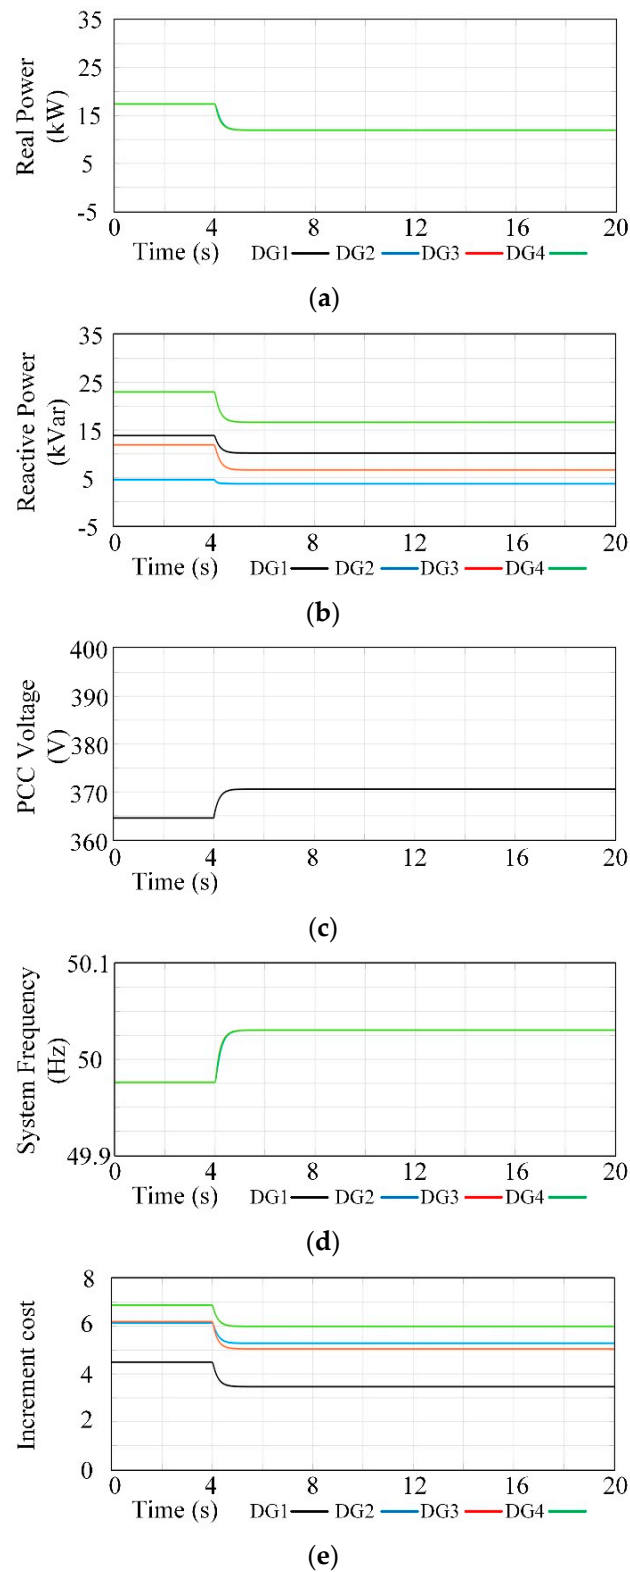 35
25
15
5
-5
Real Power
(kW)
0 4 8 12 16 20
Time (s) DG1 DG2 DG3 DG4
(a)
35
25
15
5
-5
Reactive Power
(kVar)
0 4 8 12 16 20
Time (s) DG1 DG2 DG3 DG4
(b)
400
390
380
370
360
PCC Voltage
(V)
0 4 8 12 16 20
Time (s)
(c)
50.1
50
49.9
System Frequency
(Hz)
0 4 8 12 16 20
Time (s) DG1 DG2 DG3 DG4
(d)
8
6
4
2
0
Increment cost
0 4 8 12 16 20
Time (s) DG1 DG2 DG3 DG4
(e)